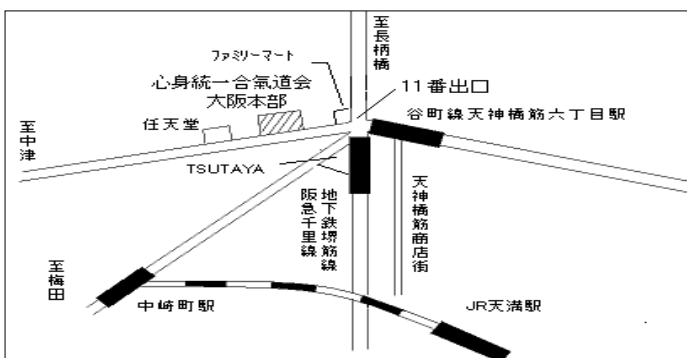 至長柄橋
ファミリーマート
心身統一合氣道会
大阪本部
11番出口
谷町線天神橋筋六丁目駅
任天堂
至中津
TSUTAYA
地下鉄堺筋線
阪急千里線
天神橋筋商店街
至梅田
中崎町駅
JR天満駅